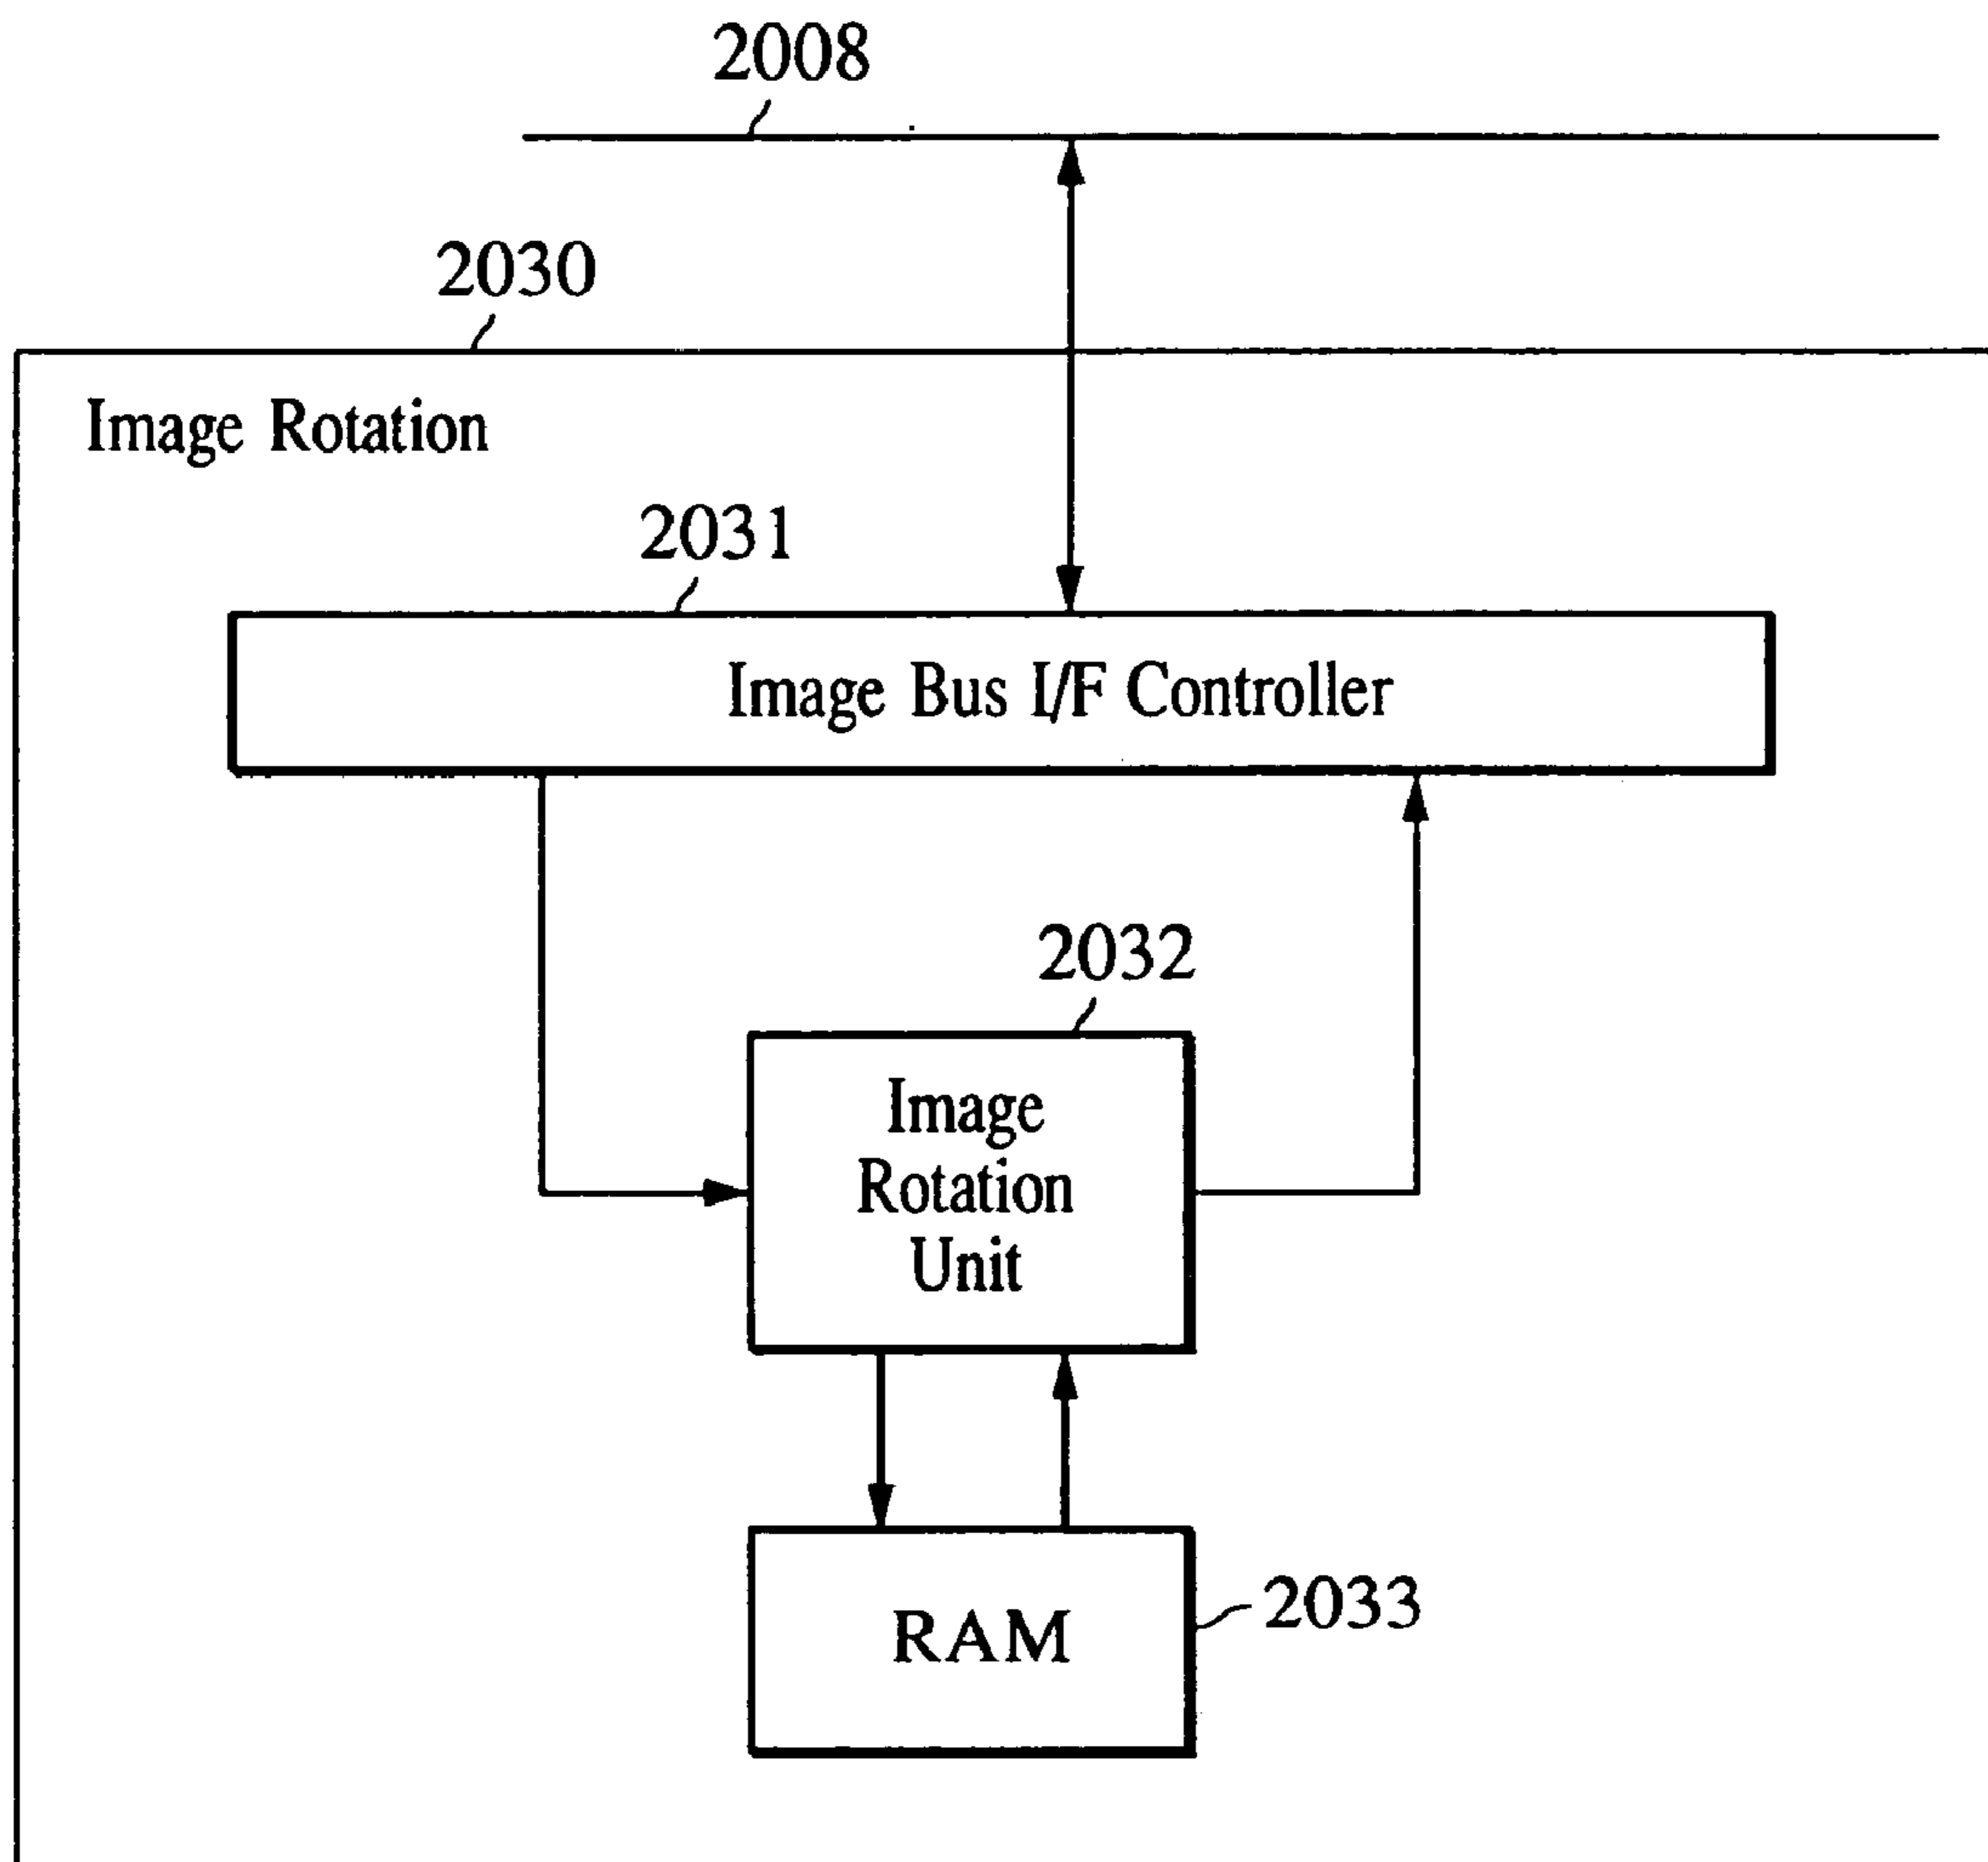 2008
2030
Image Rotation
2031
Image Bus I/F Controller
2032
Image
Rotation
Unit
RAM
2033